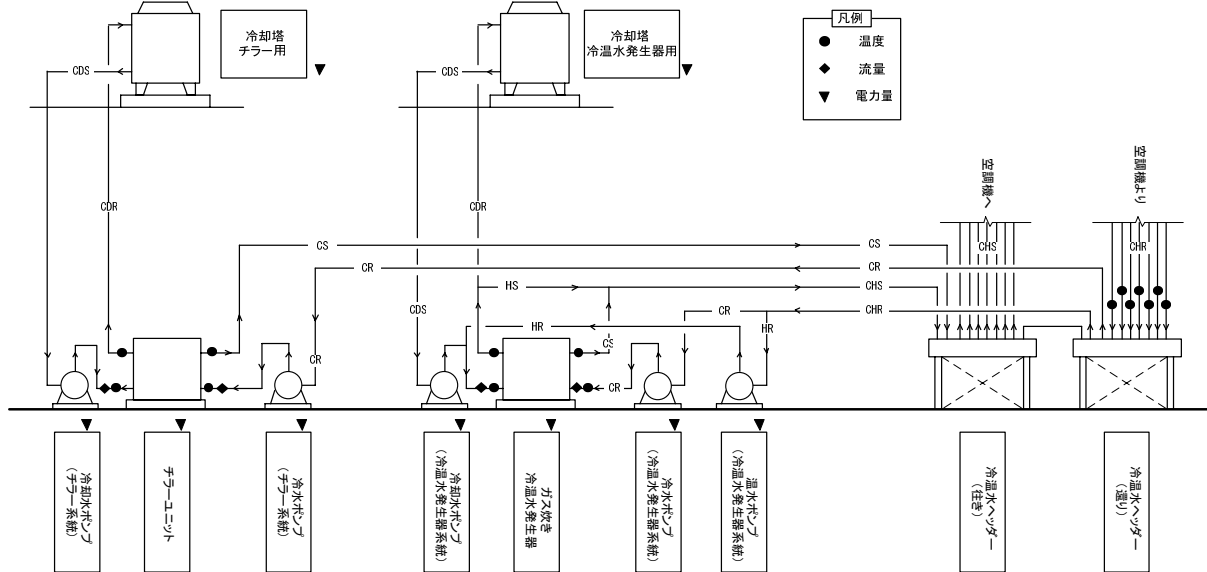 冷却塔
チラー用
冷却塔
冷温水発生器用
凡例
温度
流量
電力量
CDS
CDS
空調機へ
空調機より
CDR
CDR
CS
CS
CHS
CHR
CR
CR
HS
CHS
CDS
CR
CHR
HR
HR
CS
CR
CR
冷却水ポンプ
(チラー系統)
チラーユニット
冷水ポンプ
(チラー系統)
冷却水ポンプ
(冷温水発生器系統)
ガス炊き
冷温水発生器
冷水ポンプ
(冷温水発生器系統)
温水ポンプ
(冷温水発生器系統)
冷温水ヘッダー
(往き)
冷温水ヘッダー
(還り)